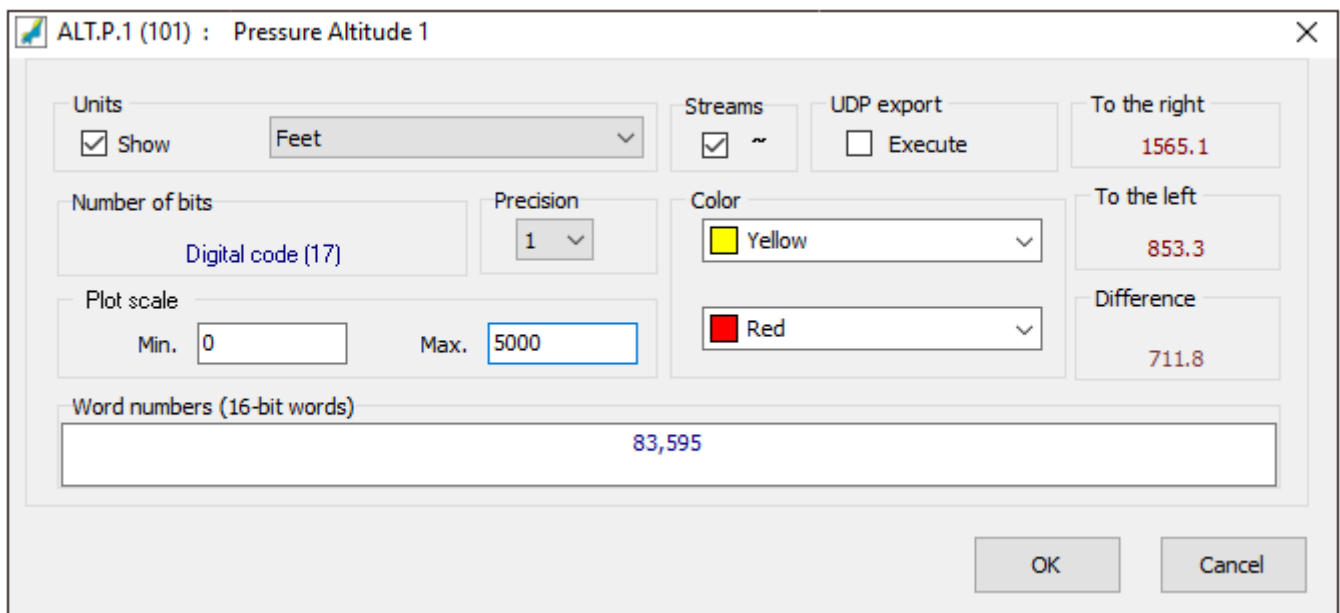 ALT.P.1 (101) : Pressure Altitude 1
Units
Show
Feet
Streams
~
UDP export
Execute
To the right
1565.1
Number of bits
Digital code (17)
Precision
1
Color
Yellow
Red
To the left
853.3
Plot scale
Min. 0
Max. 5000
Difference
711.8
Word numbers (16-bit words)
83,595
OK
Cancel